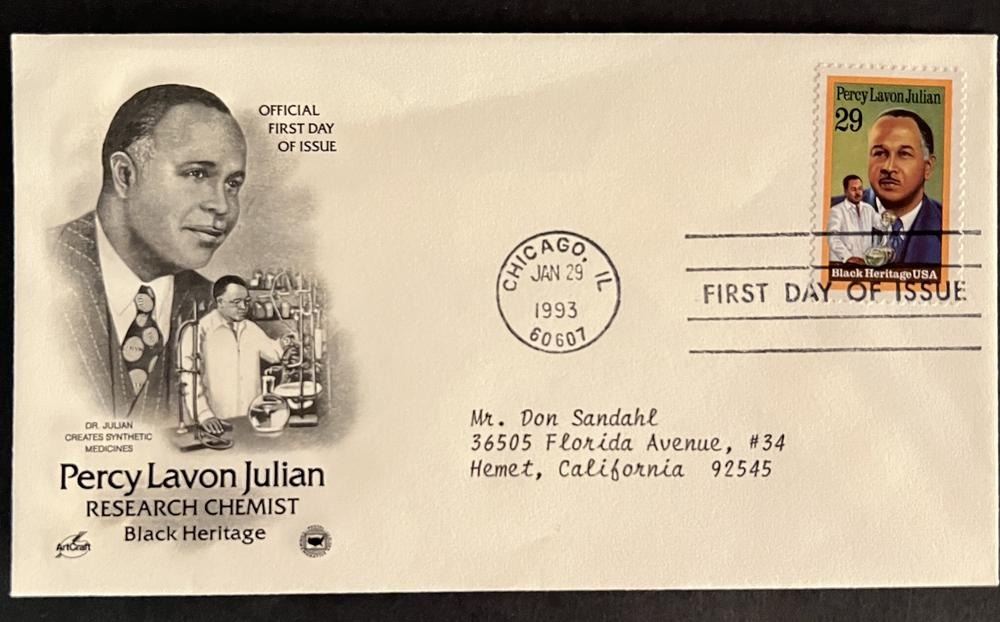 OFFICIAL
FIRST DAY
OF ISSUE
Percy Lavon Julian
29
Black Heritage USA
CHICAGO, IL
JAN 29
1993
60607
FIRST DAY OF ISSUE
Mr. Don Sandahl
36505 Florida Avenue, #34
Hemet, California 92545
DR. JULIAN
CREATES SYNTHETIC
MEDICINES
Percy Lavon Julian
RESEARCH CHEMIST
Black Heritage
ArtCraft